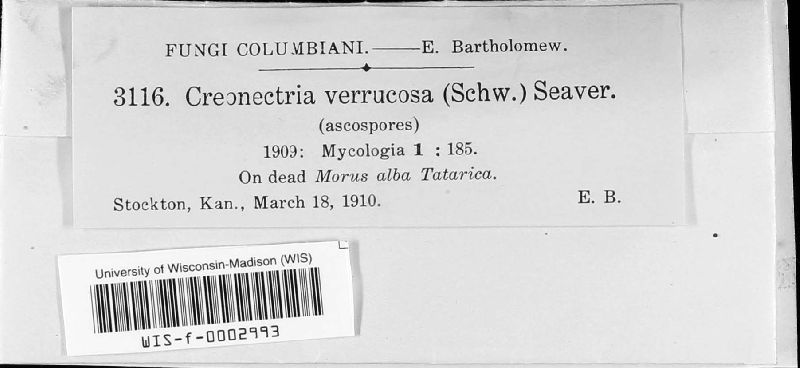 FUNGI COLUMBIANI.——E. Bartholomew.
3116. Creonectria verrucosa (Schw.) Seaver.
(ascospores)
1909: Mycologia 1 : 185.
On dead Morus alba Tatarica.
Stockton, Kan., March 18, 1910. E. B.
University of Wisconsin-Madison (WIS)
WIS-f-0002993